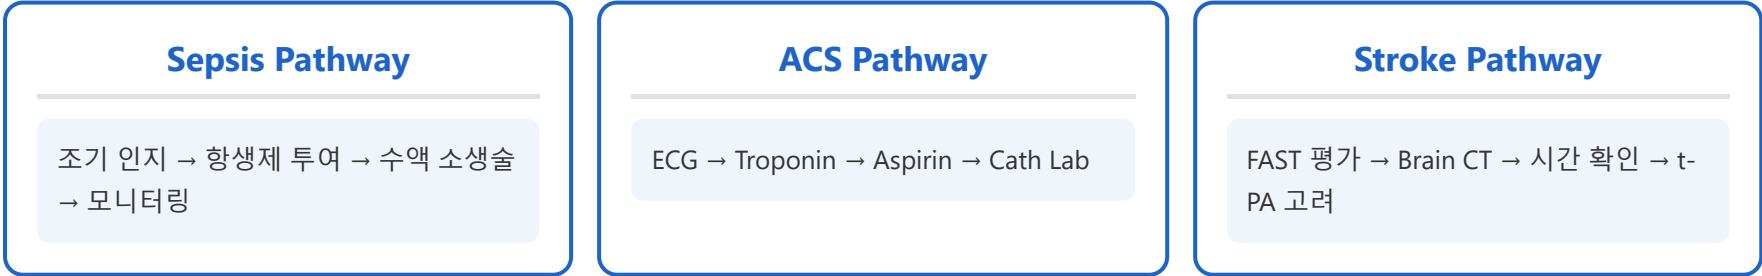 Sepsis Pathway
조기 인지 → 항생제 투여 → 수액 소생술
→ 모니터링
ACS Pathway
ECG → Troponin → Aspirin → Cath Lab
Stroke Pathway
FAST 평가 → Brain CT → 시간 확인 → t-
PA 고려